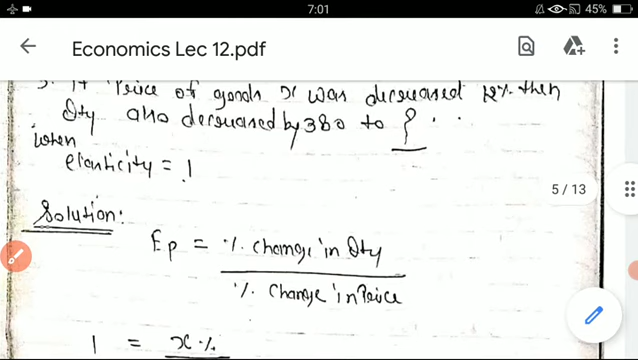 7:01
45%
Economics Lec 12.pdf
If Price of goods x was decreased 12% then
Qty also decreased by 380 to ?
when
elasticity = 1
5 / 13
Solution:
Ep = % change in Qty
% change in Price
1 = x%